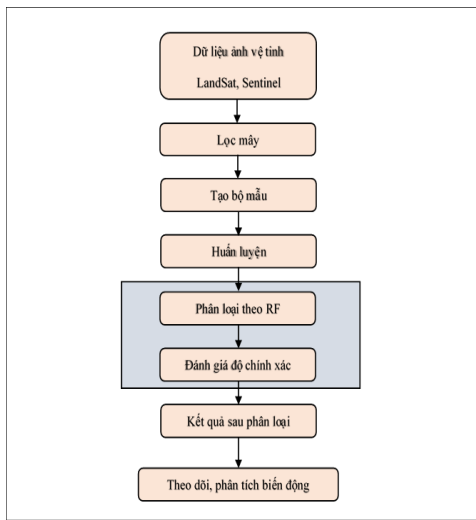 Dữ liệu ảnh vệ tinh
LandSat, Sentinel
Lọc mây
Tạo bộ mẫu
Huấn luyện
Phân loại theo RF
Đánh giá độ chính xác
Kết quả sau phân loại
Theo dõi, phân tích biến động